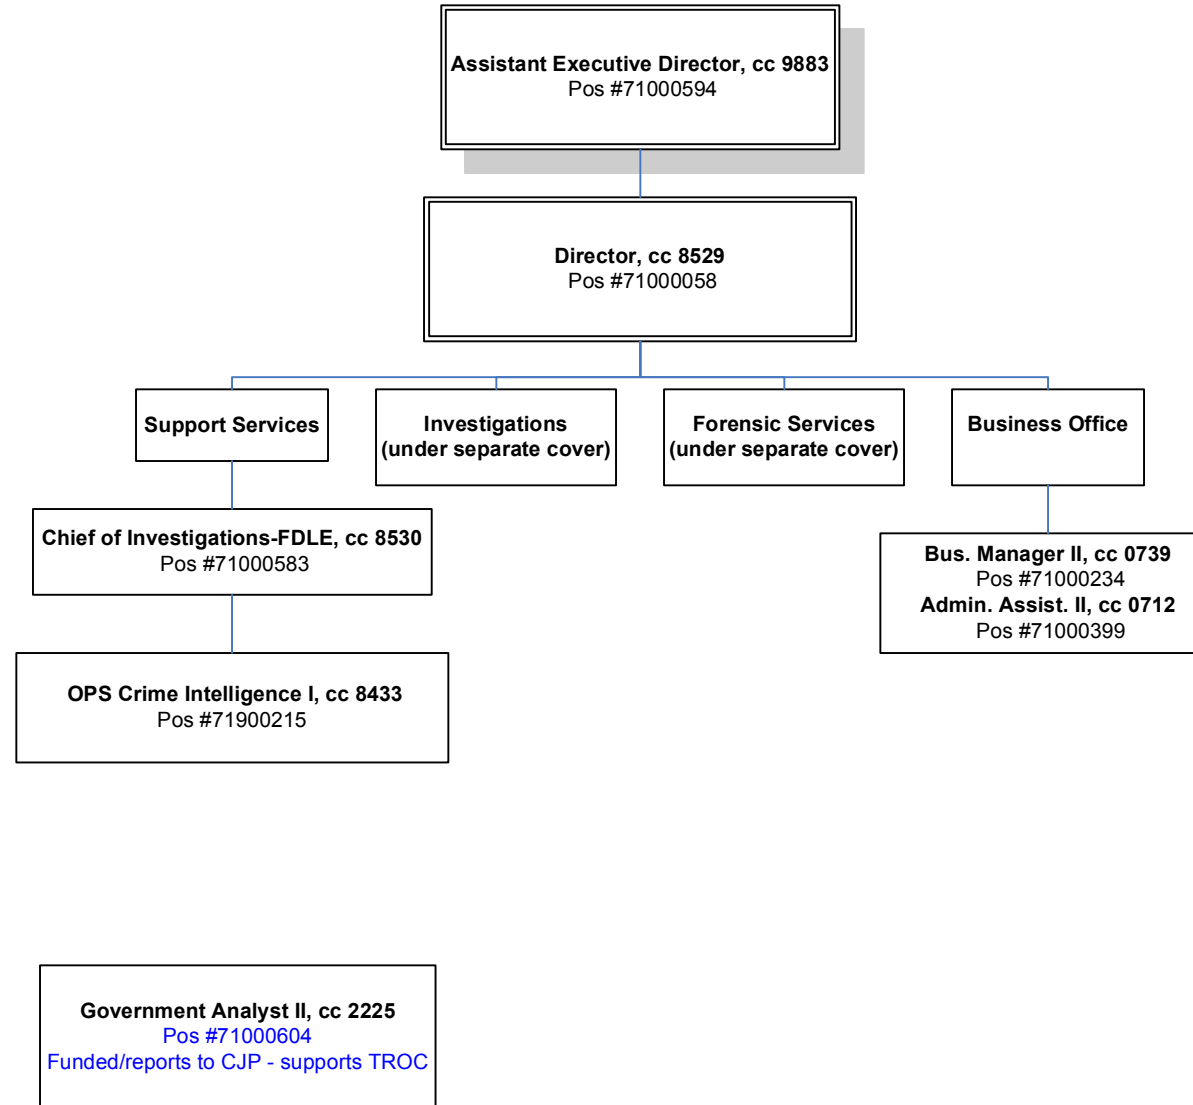 Assistant Executive Director, cc 9883
Pos #71000594
Director, cc 8529
Pos #71000058
Support Services
Investigations
(under separate cover)
Forensic Services
(under separate cover)
Business Office
Chief of Investigations-FDLE, cc 8530
Pos #71000583
Bus. Manager II, cc 0739
Pos #71000234
Admin. Assist. II, cc 0712
Pos #71000399
OPS Crime Intelligence I, cc 8433
Pos #71900215
Government Analyst II, cc 2225
Pos #71000604
Funded/reports to CJP - supports TROC